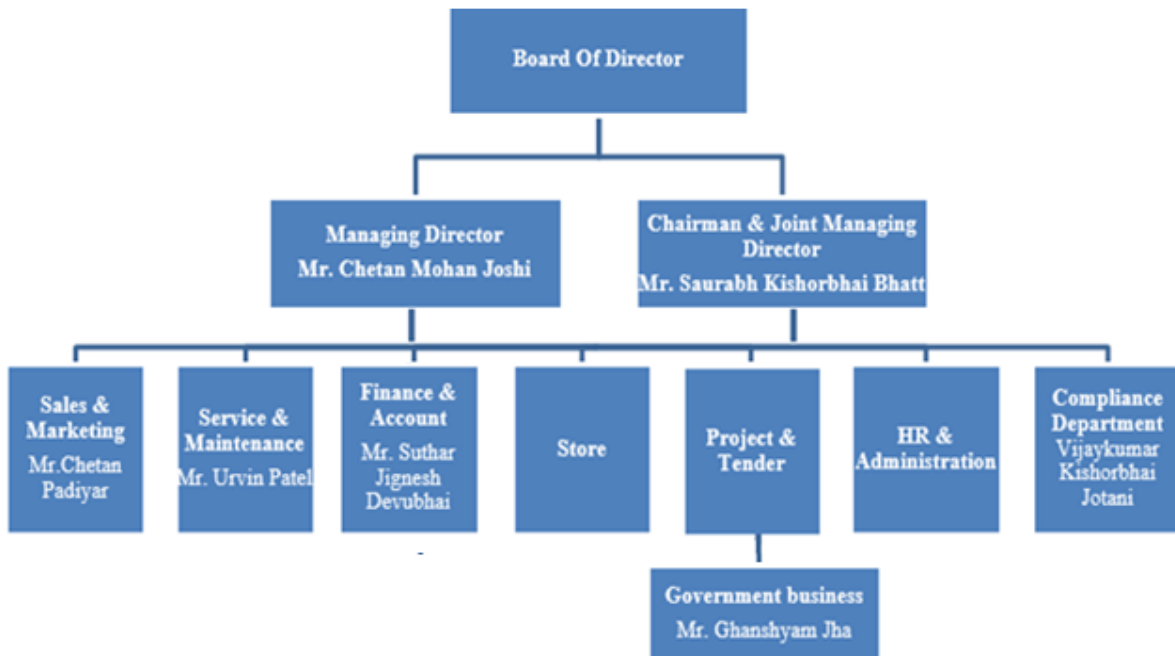 Board Of Director
Managing Director
Mr. Chetan Mohan Joshi
Chairman & Joint Managing
Director
Mr. Saurabh Kishorbhai Bhatt
Sales &
Marketing
Mr.Chetan
Padiyar
Service &
Maintenance
Mr. Urvin Patel
Finance &
Account
Mr. Suthar
Jignesh
Devubhai
Store
Project &
Tender
HR &
Administration
Compliance
Department
Vijaykumar
Kishorbhai
Jotani
Government business
Mr. Ghanshyam Jha